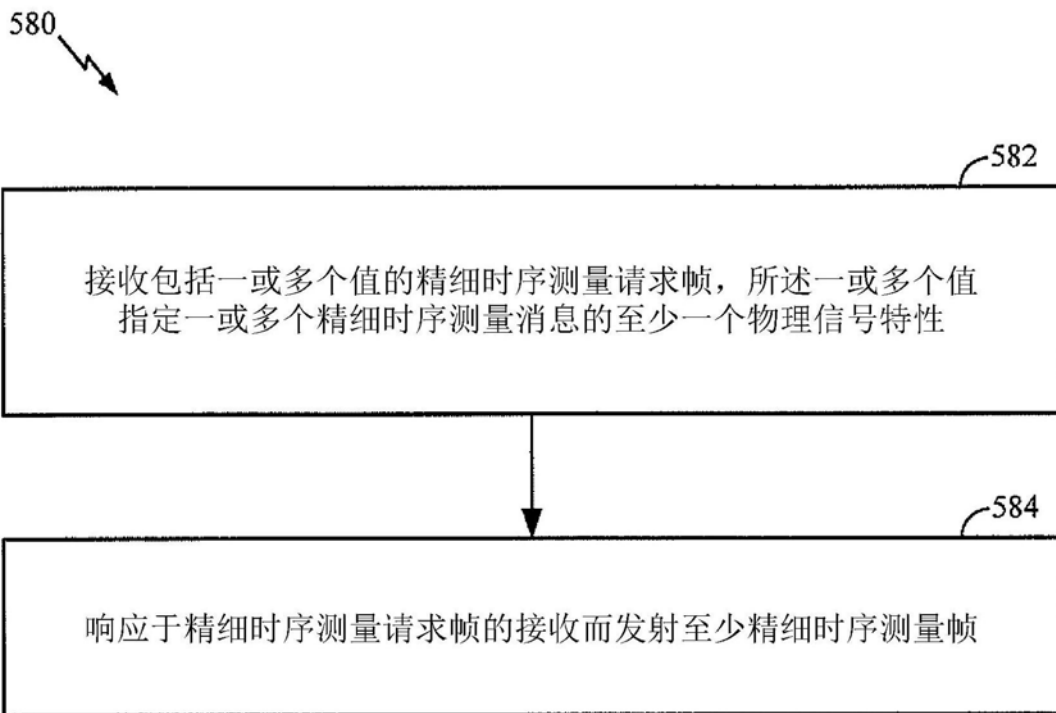 580
582
接收包括一或多个值的精细时序测量请求帧，所述一或多个值
指定一或多个精细时序测量消息的至少一个物理信号特性
584
响应于精细时序测量请求帧的接收而发射至少精细时序测量帧